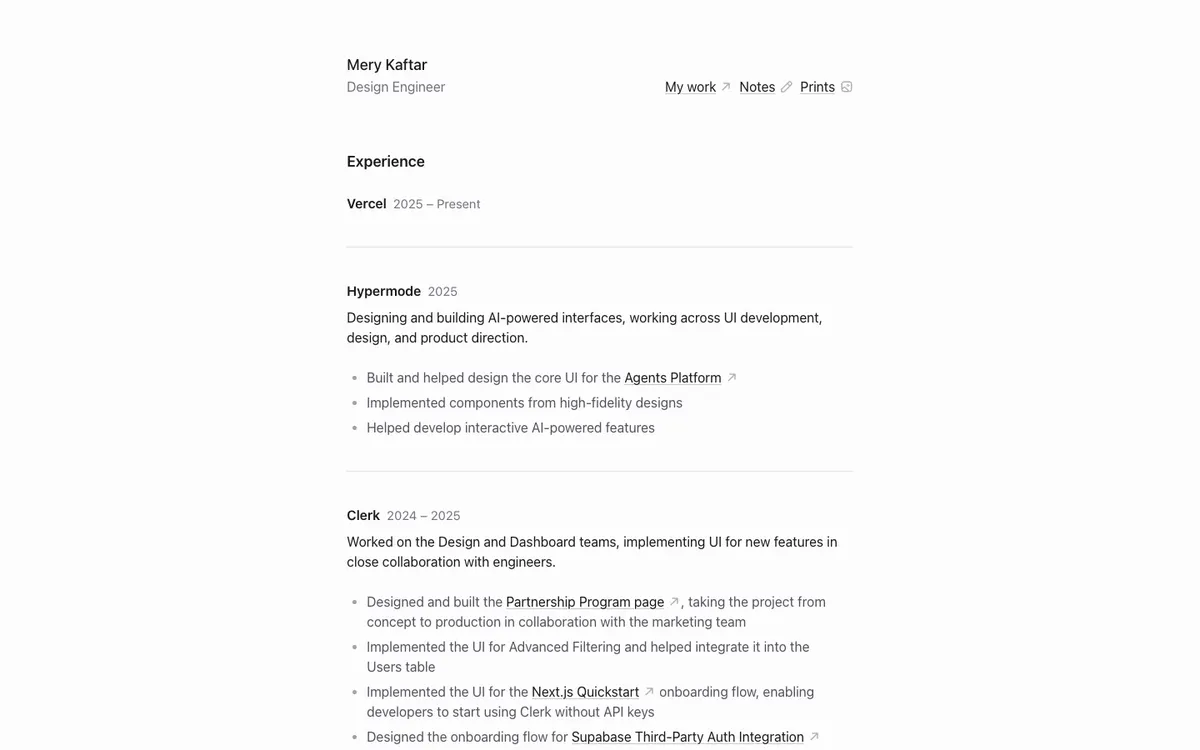 Mery Kaftar
Design Engineer
My work Notes Prints
Experience
Vercel 2025 – Present
Hypermode 2025
Designing and building AI-powered interfaces, working across UI development,
design, and product direction.
• Built and helped design the core UI for the Agents Platform ↗
• Implemented components from high-fidelity designs
• Helped develop interactive AI-powered features
Clerk 2024 – 2025
Worked on the Design and Dashboard teams, implementing UI for new features in
close collaboration with engineers.
• Designed and built the Partnership Program page ↗, taking the project from
concept to production in collaboration with the marketing team
• Implemented the UI for Advanced Filtering and helped integrate it into the
Users table
• Implemented the UI for the Next.js Quickstart ↗ onboarding flow, enabling
developers to start using Clerk without API keys
• Designed the onboarding flow for Supabase Third-Party Auth Integration ↗